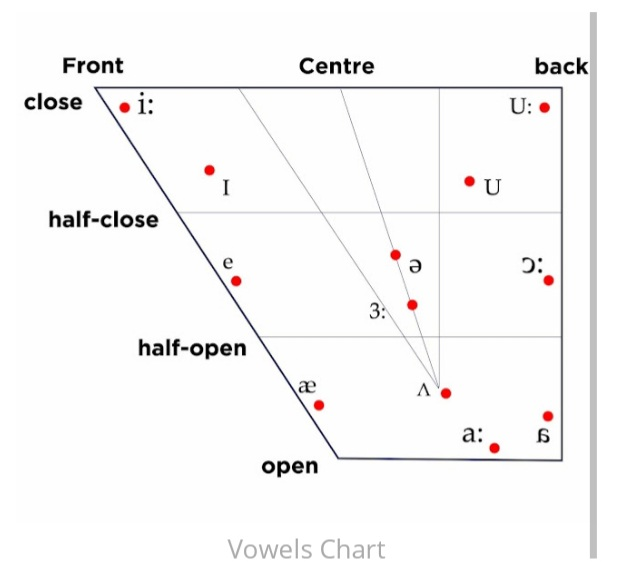 Front Centre back
close i: U:
I U
half-close
e ə ɔ:
3:
half-open
æ Λ
a:
open
Vowels Chart